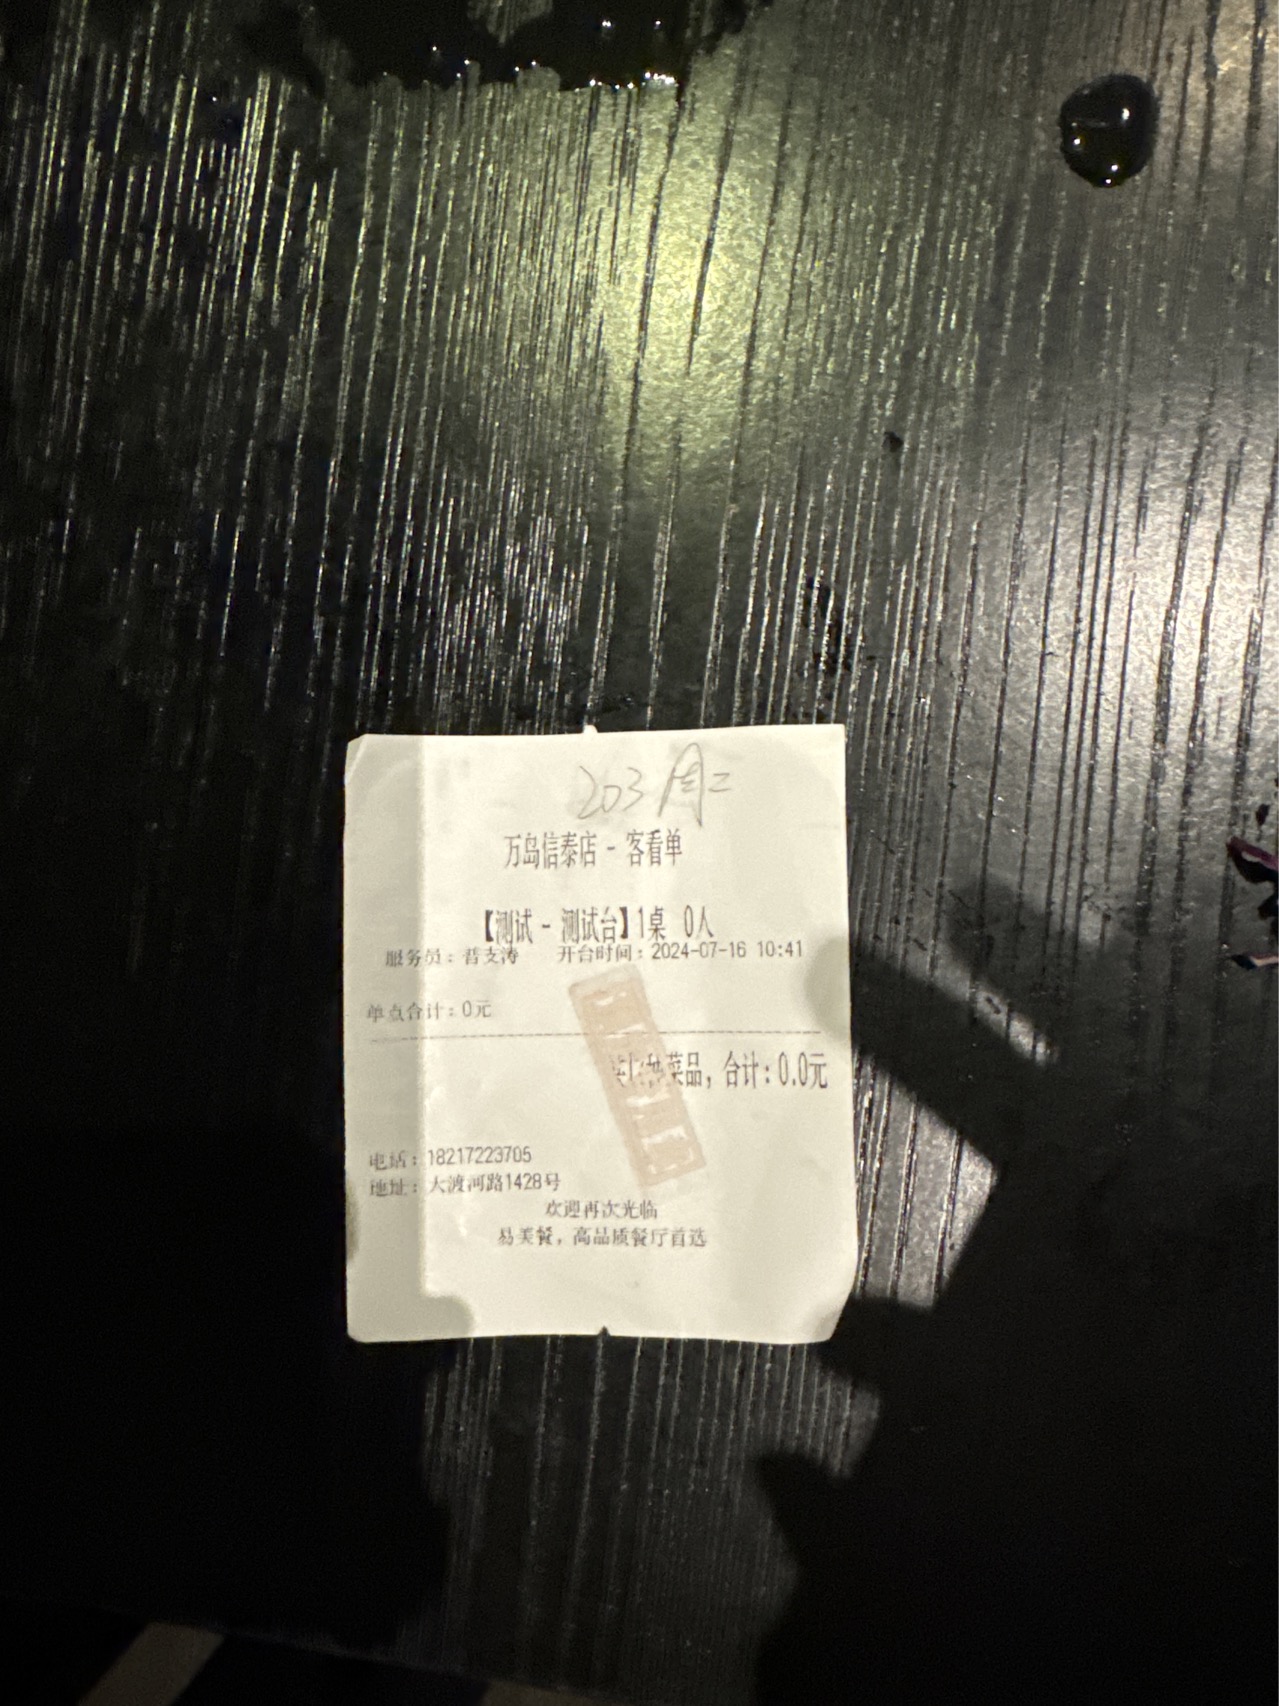 203 周二
万岛信泰店 - 客看单
【测试 - 测试台】1桌 0人
服务员：昔支涛 开台时间：2024-07-16 10:41
单点合计：0元
菜品，合计：0.0元
电话：18217223705
地址：大渡河路1428号
欢迎再次光临
易美餐，高品质餐厅首选